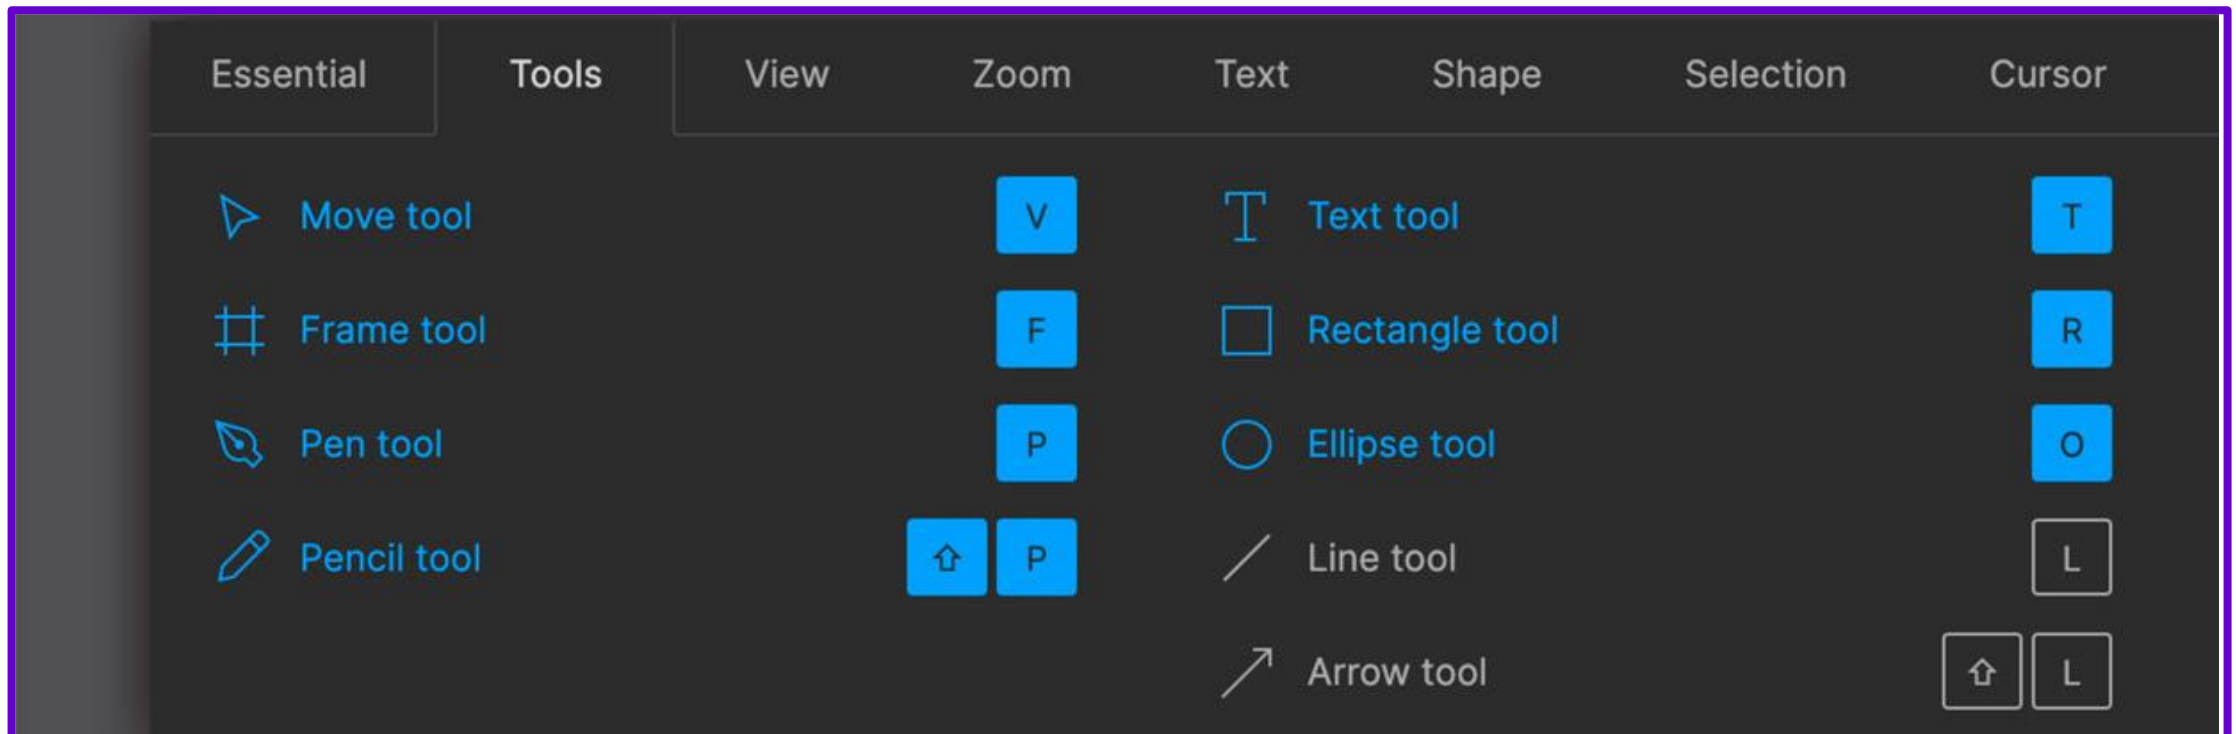 Essential Tools View Zoom Text Shape Selection Cursor
Move tool V
Frame tool F
Pen tool P
Pencil tool ⇧ P
Text tool T
Rectangle tool R
Ellipse tool O
Line tool L
Arrow tool ⇧ L